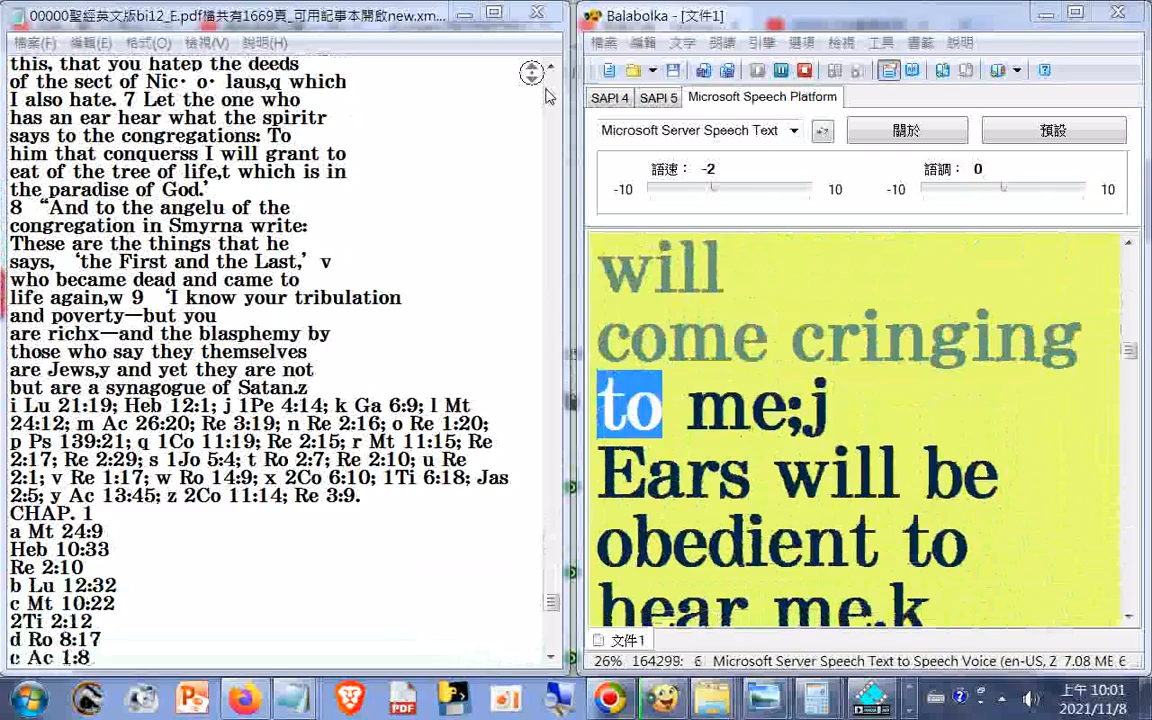 00000聖經英文版bi12_E.pdf檔共有1669頁_可用記事本開啟new.xm...
檔案(F) 編輯(E) 格式(O) 檢視(V) 說明(H)
this, that you hatep the deeds
of the sect of Nic· o· laus,q which
I also hate. 7 Let the one who
has an ear hear what the spiritr
says to the congregations: To
him that conquerss I will grant to
eat of the tree of life,t which is in
the paradise of God.’
8 “And to the angelu of the
congregation in Smyrna write:
These are the things that he
says, ‘the First and the Last,’ v
who became dead and came to
life again,w 9 ‘I know your tribulation
and poverty—but you
are richx—and the blasphemy by
those who say they themselves
are Jews,y and yet they are not
but are a synagogue of Satan.z
i Lu 21:19; Heb 12:1; j 1Pe 4:14; k Ga 6:9; l Mt
24:12; m Ac 26:20; Re 3:19; n Re 2:16; o Re 1:20;
p Ps 139:21; q 1Co 11:19; Re 2:15; r Mt 11:15; Re
2:17; Re 2:29; s 1Jo 5:4; t Ro 2:7; Re 2:10; u Re
2:1; v Re 1:17; w Ro 14:9; x 2Co 6:10; 1Ti 6:18; Jas
2:5; y Ac 13:45; z 2Co 11:14; Re 3:9.
CHAP. 1
a Mt 24:9
Heb 10:33
Re 2:10
b Lu 12:32
c Mt 10:22
2Ti 2:12
d Ro 8:17
e Ac 1:8
Balabolka - [文件1]
檔案 編輯 文字 朗讀 引擎 選項 檢視 工具 書籤 說明
SAPI 4 SAPI 5 Microsoft Speech Platform
Microsoft Server Speech Text 關於 預設
語速： -2 語調： 0
-10 10 -10 10
will
come cringing
to me;j
Ears will be
obedient to
hear me.k
文件1
26% 164299: 6 Microsoft Server Speech Text to Speech Voice (en-US, Z 7.08 ME 6
PDF
上午 10:01
2021/11/8